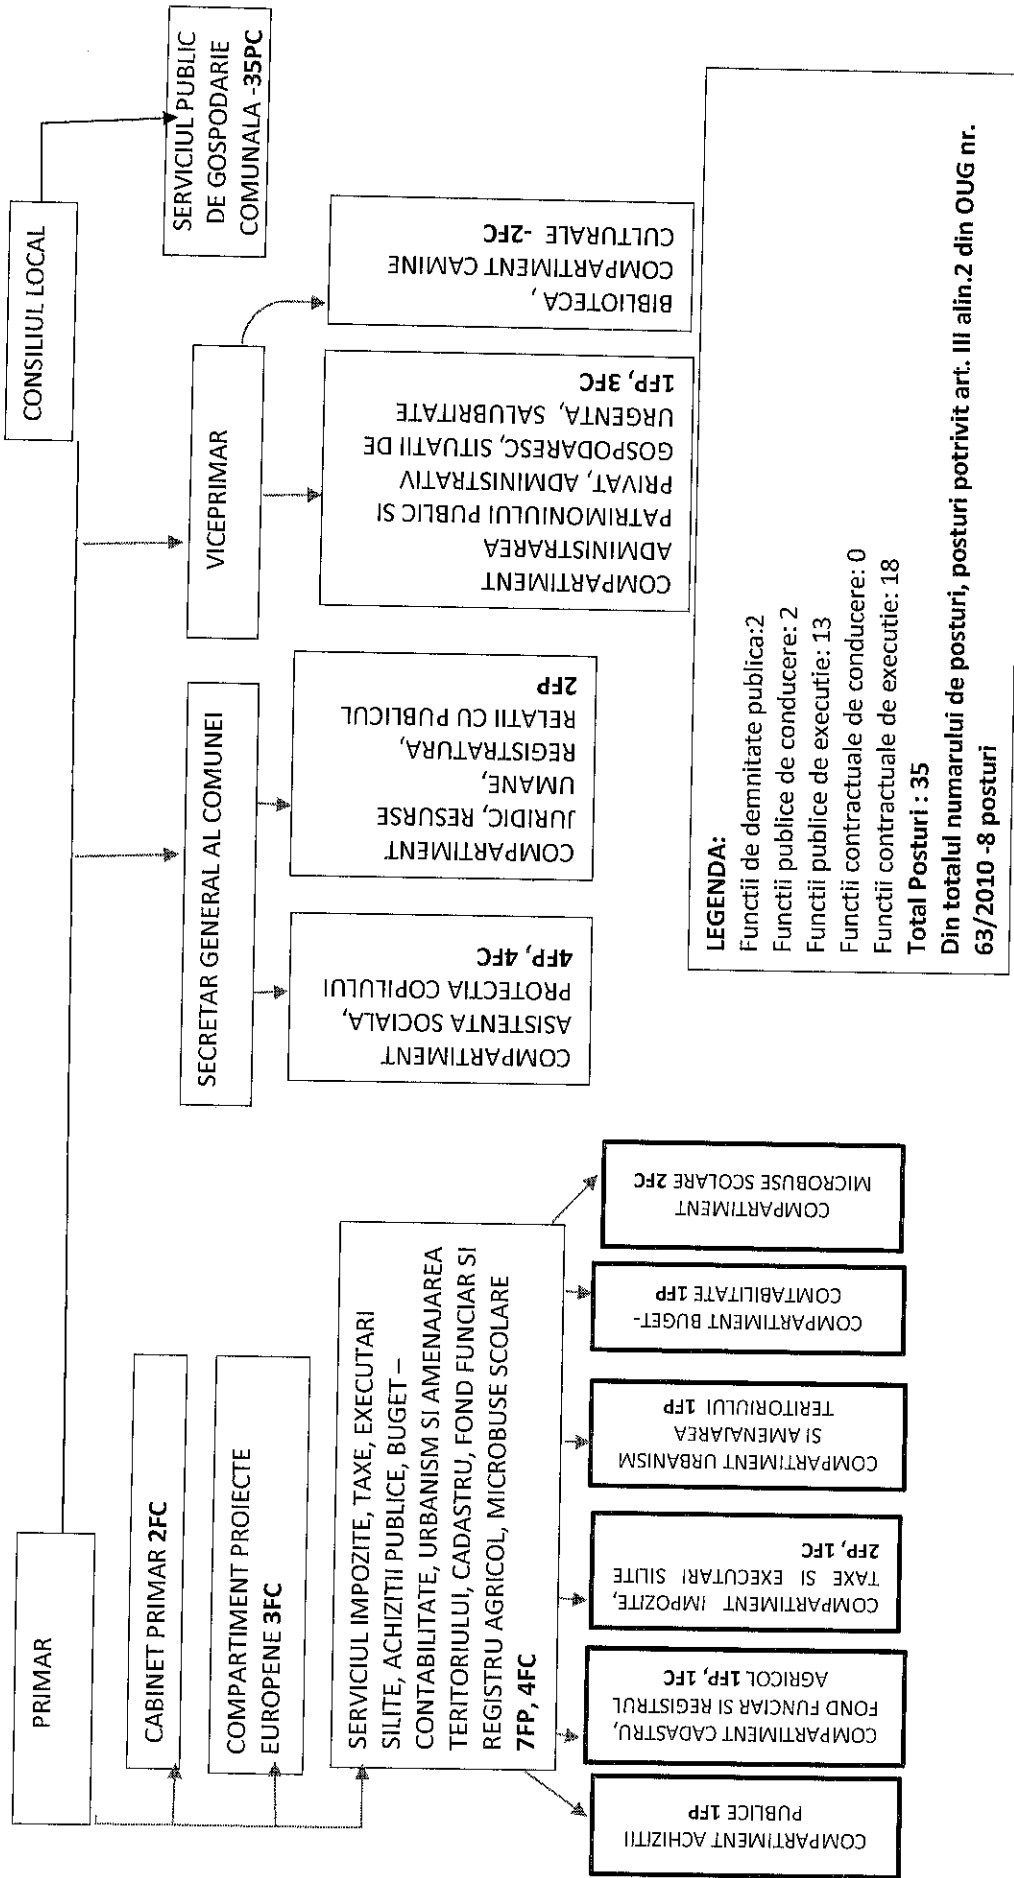 CONSILIUL LOCAL
PRIMAR
SERVICIUL PUBLIC
DE GOSPODARIE
COMUNALA -35PC
CABINET PRIMAR 2FC
COMPARTIMENT PROIECTE
EUROPENE 3FC
SERVICIUL IMPOZITE, TAXE, EXECUTARI
SILITE, ACHIZITII PUBLICE, BUGET –
CONTABILITATE, URBANISM SI AMENAJAREA
TERITORIULUI, CADASTRU, FOND FUNCIAR SI
REGISTRU AGRICOL, MICROBUSE SCOLARE
7FP, 4FC
COMPARTIMENT ACHIZITII
PUBLICE 1FP
COMPARTIMENT CADASTRU,
FOND FUNCIAR SI REGISTRUL
AGRICOL 1FP, 1FC
COMPARTIMENT IMPOZITE,
TAXE SI EXECUTARI SILITE
2FP, 1FC
COMPARTIMENT URBANISM
SI AMENAJAREA
TERITORIULUI 1FP
COMPARTIMENT BUGET-
COMTABILITATE 1FP
COMPARTIMENT
MICROBUSE SCOLARE 2FC
SECRETAR GENERAL AL COMUNEI
COMPARTIMENT
ASISTENTA SOCIALA,
PROTECTIA COPILULUI
4FP, 4FC
COMPARTIMENT
JURIDIC, RESURSE
UMANE,
REGISTRATURA,
RELATII CU PUBLICUL
2FP
VICEPRIMAR
COMPARTIMENT
ADMINISTRAREA
PATRIMONIULUI PUBLIC SI
PRIVAT, ADMINISTRATIV
GOSPODARESC, SITUATII DE
URGENTA, SALUBRITATE
1FP, 3FC
BIBLIOTECA ,
COMPARTIMENT CAMINE
CULTURALE -2FC
LEGENDA:
Functii de demnitate publica:2
Functii publice de conducere: 2
Functii publice de executie: 13
Functii contractuale de conducere: 0
Functii contractuale de executie: 18
Total Posturi : 35
Din totalul numarului de posturi, posturi potrivit art. III alin.2 din OUG nr.
63/2010 -8 posturi